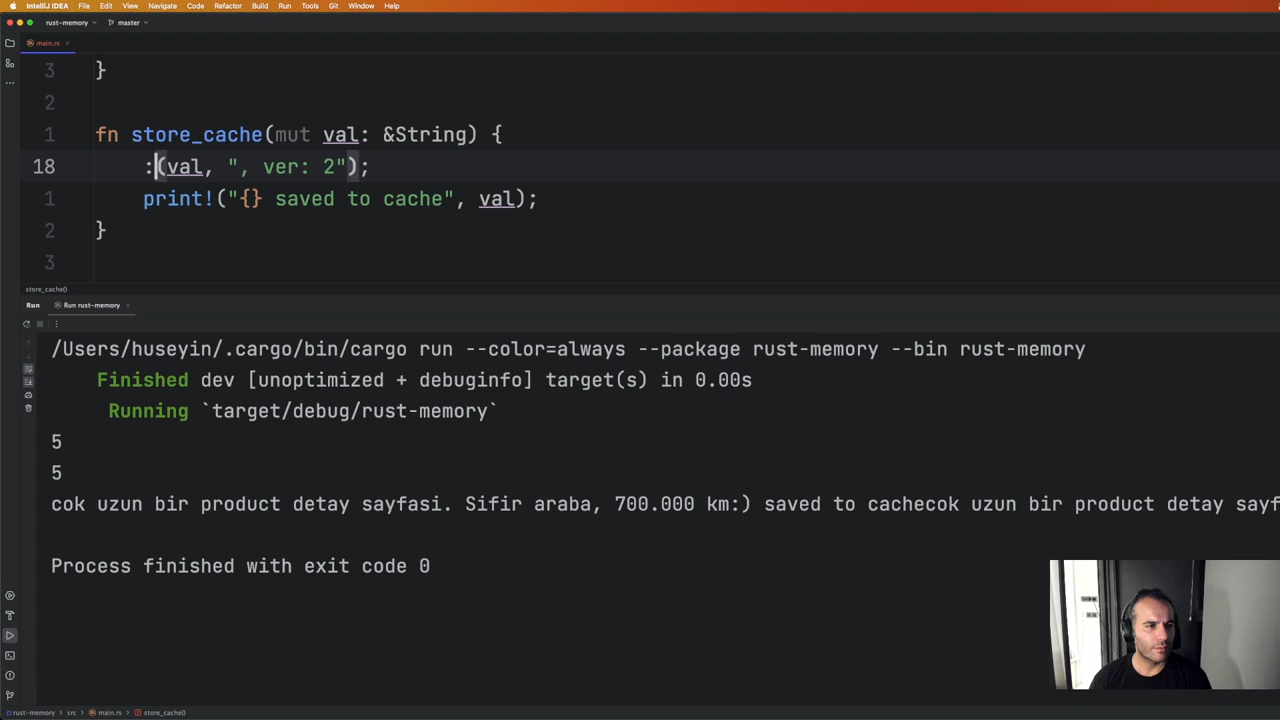 IntelliJ IDEA File Edit View Navigate Code Refactor Build Run Tools Git Window Help
rust-memory master
main.rs
3 }
2
1 fn store_cache(mut val: &String) {
18 :(val, ", ver: 2");
1 print!("{} saved to cache", val);
2 }
3
store_cache()
Run Run rust-memory
/Users/huseyin/.cargo/bin/cargo run --color=always --package rust-memory --bin rust-memory
Finished dev [unoptimized + debuginfo] target(s) in 0.00s
Running `target/debug/rust-memory`
5
5
cok uzun bir product detay sayfasi. Sifir araba, 700.000 km:) saved to cachecok uzun bir product detay sayf
Process finished with exit code 0
rust-memory > src > main.rs > store_cache()